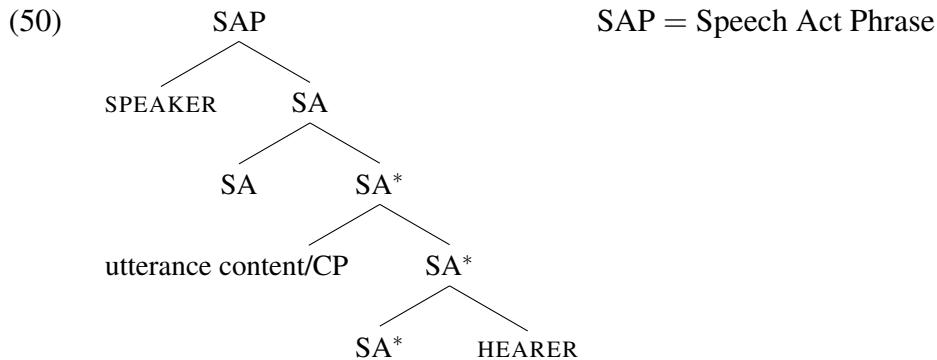 (50) SAP SAP = Speech Act Phrase
SPEAKER SA
SA SA*
utterance content/CP SA*
SA* HEARER